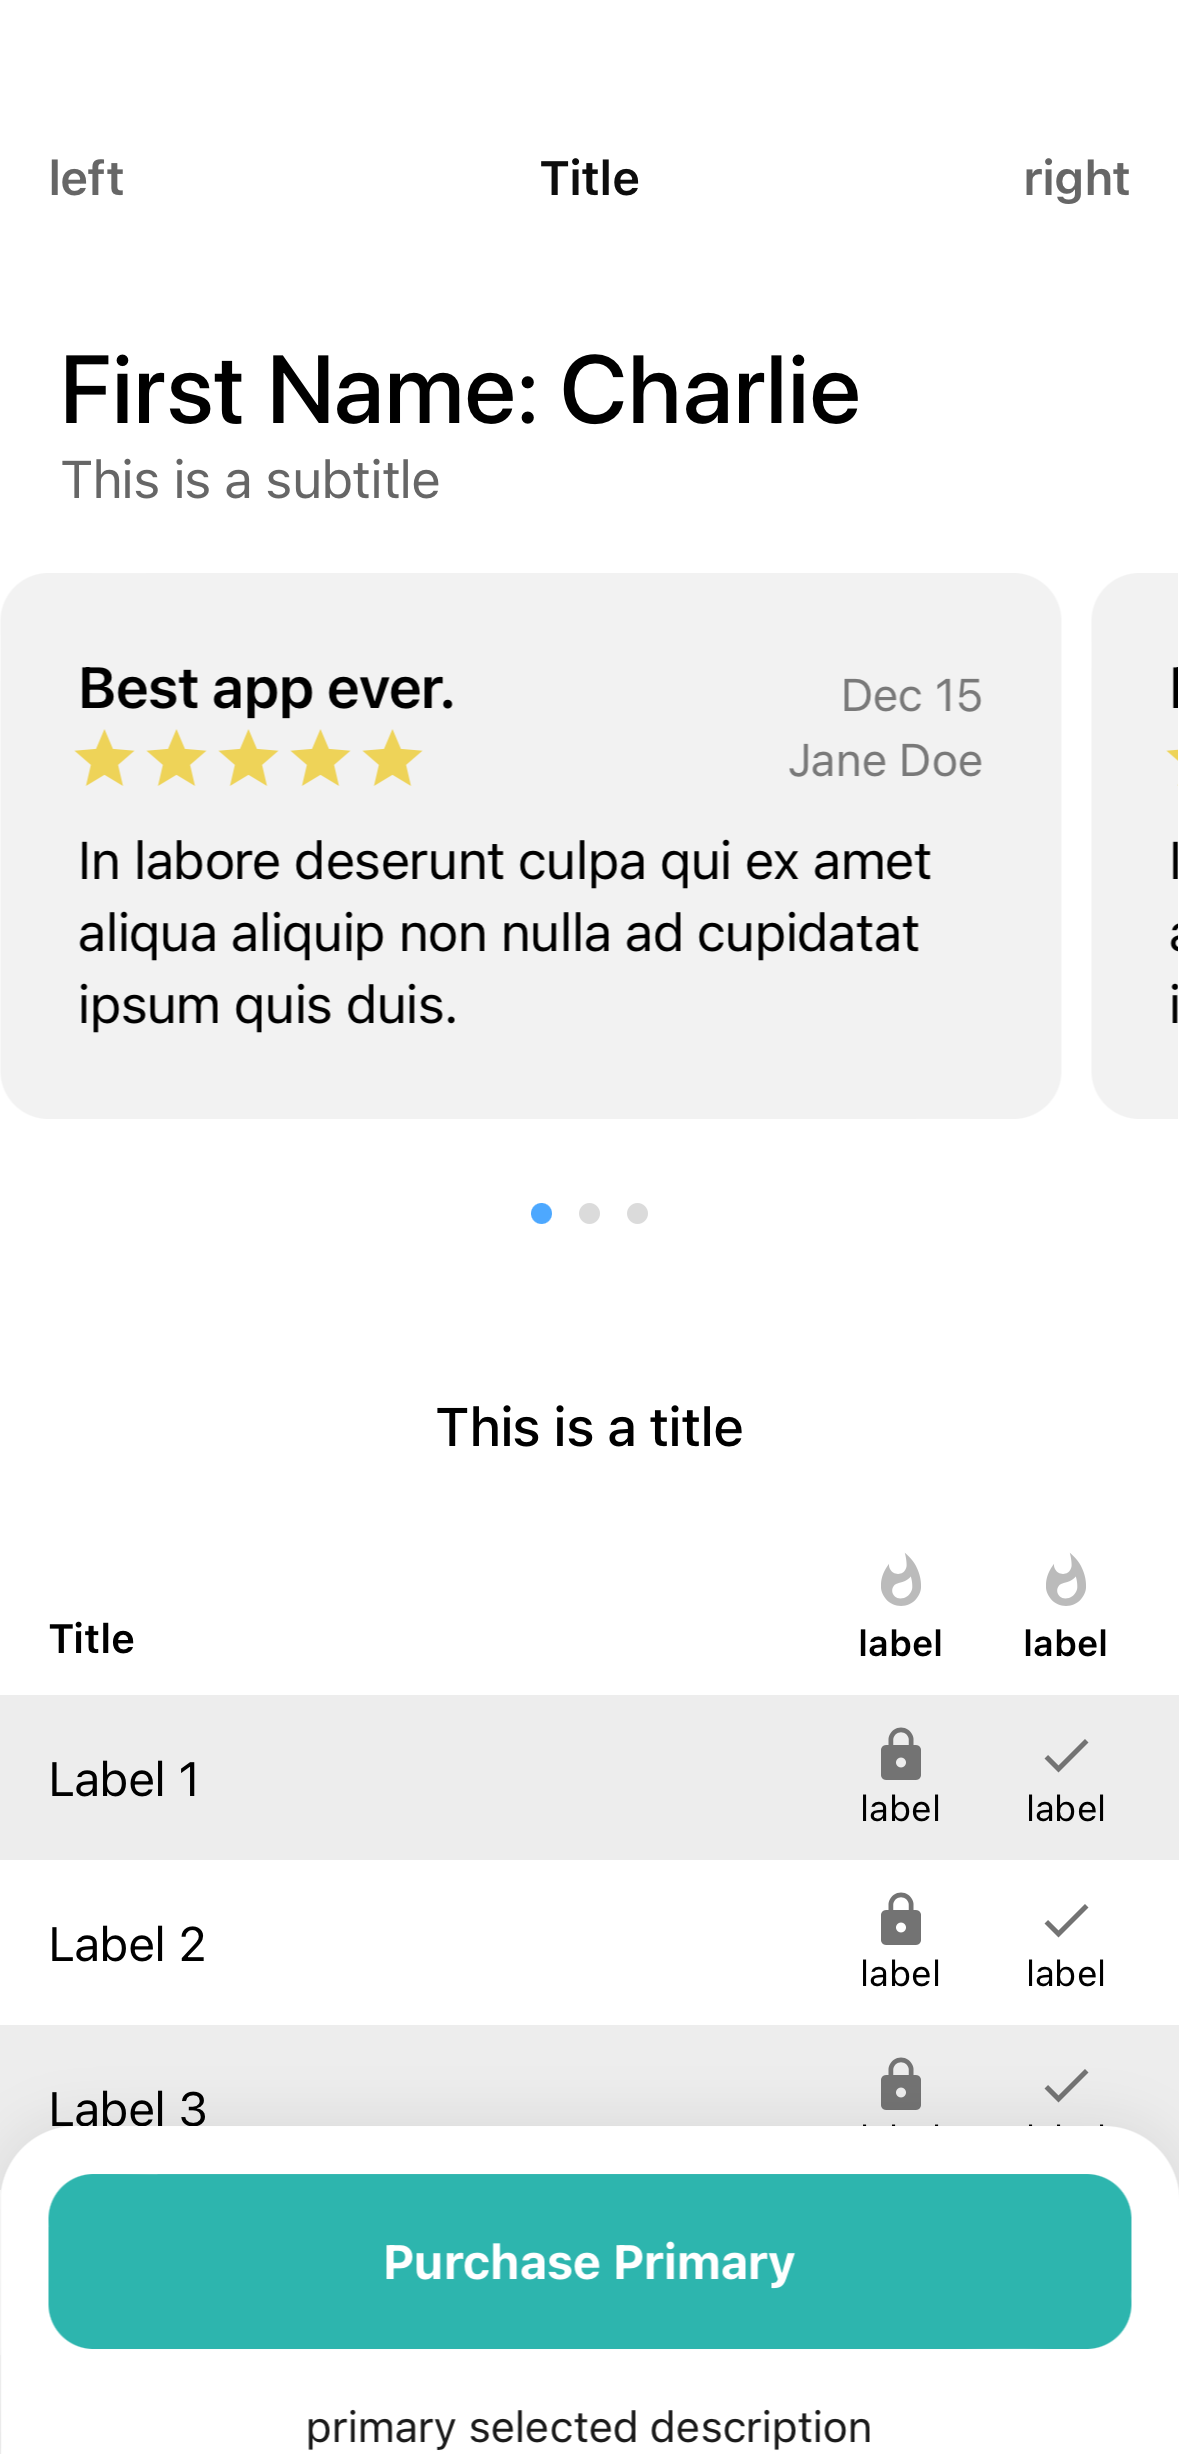 left
Title
right
First Name: Charlie
This is a subtitle
Best app ever.
Dec 15
Jane Doe
In labore deserunt culpa qui ex amet
aliqua aliquip non nulla ad cupidatat
ipsum quis duis.
This is a title
Title
label label
Label 1
label label
Label 2
label label
Label 3
Purchase Primary
primary selected description